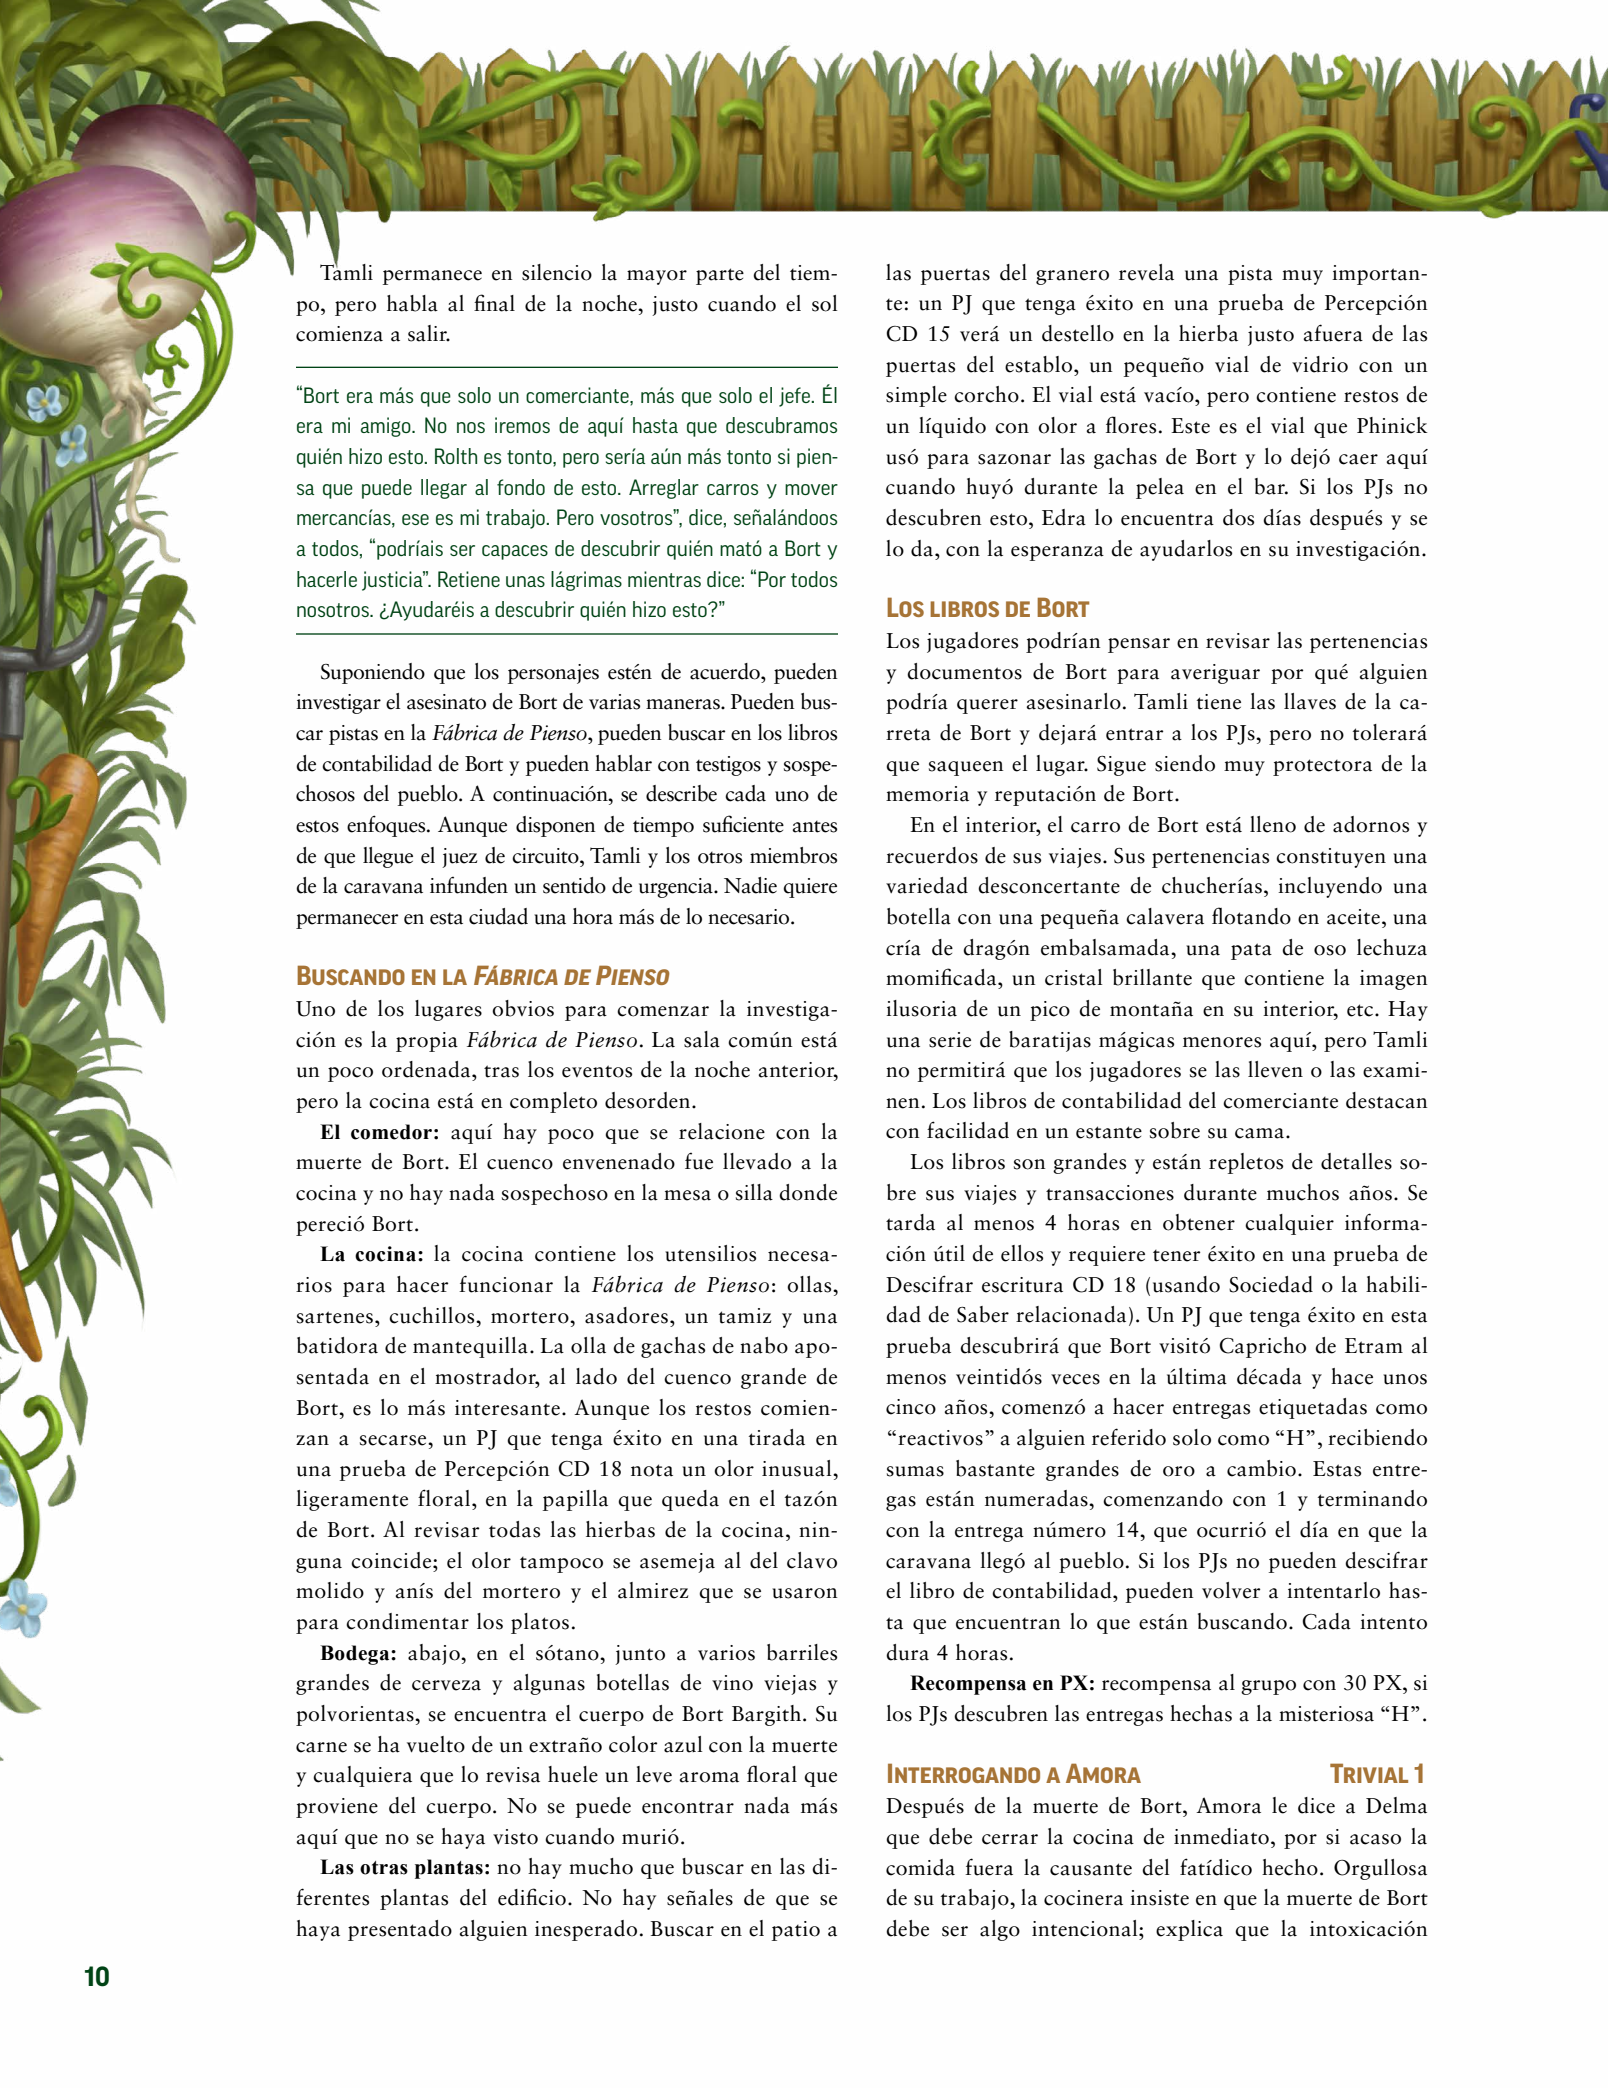 Tamli permanece en silencio la mayor parte del tiem-
po, pero habla al final de la noche, justo cuando el sol
comienza a salir.
“Bort era más que solo un comerciante, más que solo el jefe. Él
era mi amigo. No nos iremos de aquí hasta que descubramos
quién hizo esto. Rolth es tonto, pero sería aún más tonto si pien-
sa que puede llegar al fondo de esto. Arreglar carros y mover
mercancías, ese es mi trabajo. Pero vosotros”, dice, señalándoos
a todos, “podríais ser capaces de descubrir quién mató a Bort y
hacerle justicia”. Retiene unas lágrimas mientras dice: “Por todos
nosotros. ¿Ayudaréis a descubrir quién hizo esto?”
Suponiendo que los personajes estén de acuerdo, pueden
investigar el asesinato de Bort de varias maneras. Pueden bus-
car pistas en la Fábrica de Pienso, pueden buscar en los libros
de contabilidad de Bort y pueden hablar con testigos y sospe-
chosos del pueblo. A continuación, se describe cada uno de
estos enfoques. Aunque disponen de tiempo suficiente antes
de que llegue el juez de circuito, Tamli y los otros miembros
de la caravana infunden un sentido de urgencia. Nadie quiere
permanecer en esta ciudad una hora más de lo necesario.
Buscando en la Fábrica de Pienso
Uno de los lugares obvios para comenzar la investiga-
ción es la propia Fábrica de Pienso. La sala común está
un poco ordenada, tras los eventos de la noche anterior,
pero la cocina está en completo desorden.
El comedor: aquí hay poco que se relacione con la
muerte de Bort. El cuenco envenenado fue llevado a la
cocina y no hay nada sospechoso en la mesa o silla donde
pereció Bort.
La cocina: la cocina contiene los utensilios necesa-
rios para hacer funcionar la Fábrica de Pienso: ollas,
sartenes, cuchillos, mortero, asadores, un tamiz y una
batidora de mantequilla. La olla de gachas de nabo apo-
sentada en el mostrador, al lado del cuenco grande de
Bort, es lo más interesante. Aunque los restos comien-
zan a secarse, un PJ que tenga éxito en una tirada en
una prueba de Percepción CD 18 nota un olor inusual,
ligeramente floral, en la papilla que queda en el tazón
de Bort. Al revisar todas las hierbas de la cocina, nin-
guna coincide; el olor tampoco se asemeja al del clavo
molido y anís del mortero y el almirez que se usaron
para condimentar los platos.
Bodega: abajo, en el sótano, junto a varios barriles
grandes de cerveza y algunas botellas de vino viejas y
polvorientas, se encuentra el cuerpo de Bort Bargith. Su
carne se ha vuelto de un extraño color azul con la muerte
y cualquiera que lo revisa huele un leve aroma floral que
proviene del cuerpo. No se puede encontrar nada más
aquí que no se haya visto cuando murió.
Las otras plantas: no hay mucho que buscar en las di-
ferentes plantas del edificio. No hay señales de que se
haya presentado alguien inesperado. Buscar en el patio a
las puertas del granero revela una pista muy importan-
te: un PJ que tenga éxito en una prueba de Percepción
CD 15 verá un destello en la hierba justo afuera de las
puertas del establo, un pequeño vial de vidrio con un
simple corcho. El vial está vacío, pero contiene restos de
un líquido con olor a flores. Este es el vial que Phinick
usó para sazonar las gachas de Bort y lo dejó caer aquí
cuando huyó durante la pelea en el bar. Si los PJs no
descubren esto, Edra lo encuentra dos días después y se
lo da, con la esperanza de ayudarlos en su investigación.
Los libros de Bort
Los jugadores podrían pensar en revisar las pertenencias
y documentos de Bort para averiguar por qué alguien
podría querer asesinarlo. Tamli tiene las llaves de la ca-
rreta de Bort y dejará entrar a los PJs, pero no tolerará
que saqueen el lugar. Sigue siendo muy protectora de la
memoria y reputación de Bort.
En el interior, el carro de Bort está lleno de adornos y
recuerdos de sus viajes. Sus pertenencias constituyen una
variedad desconcertante de chucherías, incluyendo una
botella con una pequeña calavera flotando en aceite, una
cría de dragón embalsamada, una pata de oso lechuza
momificada, un cristal brillante que contiene la imagen
ilusoria de un pico de montaña en su interior, etc. Hay
una serie de baratijas mágicas menores aquí, pero Tamli
no permitirá que los jugadores se las lleven o las exami-
nen. Los libros de contabilidad del comerciante destacan
con facilidad en un estante sobre su cama.
Los libros son grandes y están repletos de detalles so-
bre sus viajes y transacciones durante muchos años. Se
tarda al menos 4 horas en obtener cualquier informa-
ción útil de ellos y requiere tener éxito en una prueba de
Descifrar escritura CD 18 (usando Sociedad o la habili-
dad de Saber relacionada). Un PJ que tenga éxito en esta
prueba descubrirá que Bort visitó Capricho de Etram al
menos veintidós veces en la última década y hace unos
cinco años, comenzó a hacer entregas etiquetadas como
“reactivos” a alguien referido solo como “H”, recibiendo
sumas bastante grandes de oro a cambio. Estas entre-
gas están numeradas, comenzando con 1 y terminando
con la entrega número 14, que ocurrió el día en que la
caravana llegó al pueblo. Si los PJs no pueden descifrar
el libro de contabilidad, pueden volver a intentarlo has-
ta que encuentran lo que están buscando. Cada intento
dura 4 horas.
Recompensa en PX: recompensa al grupo con 30 PX, si
los PJs descubren las entregas hechas a la misteriosa “H”.
Interrogando a Amora Trivial 1
Después de la muerte de Bort, Amora le dice a Delma
que debe cerrar la cocina de inmediato, por si acaso la
comida fuera la causante del fatídico hecho. Orgullosa
de su trabajo, la cocinera insiste en que la muerte de Bort
debe ser algo intencional; explica que la intoxicación
10